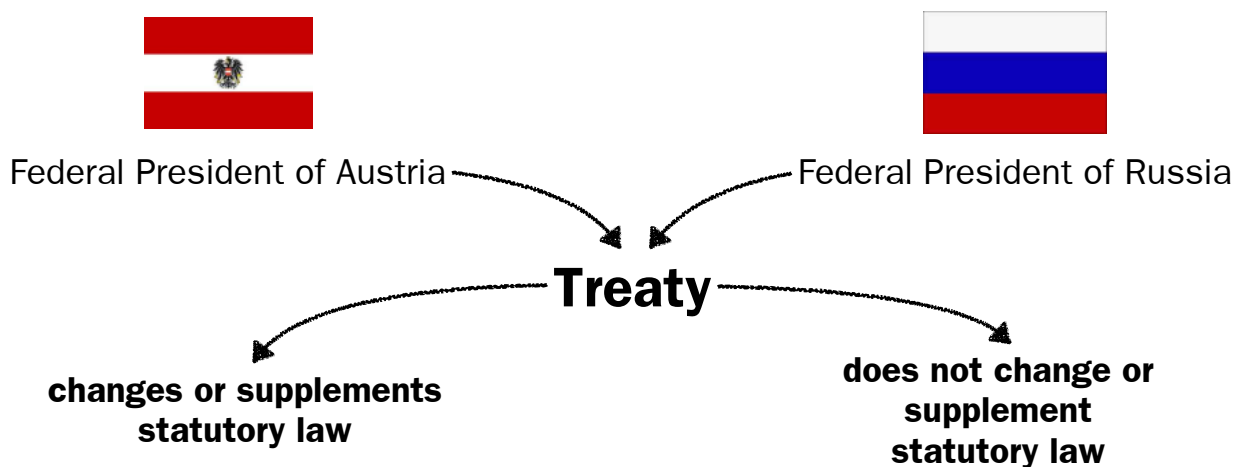 Federal President of Austria
Federal President of Russia
Treaty
changes or supplements
statutory law
does not change or
supplement
statutory law